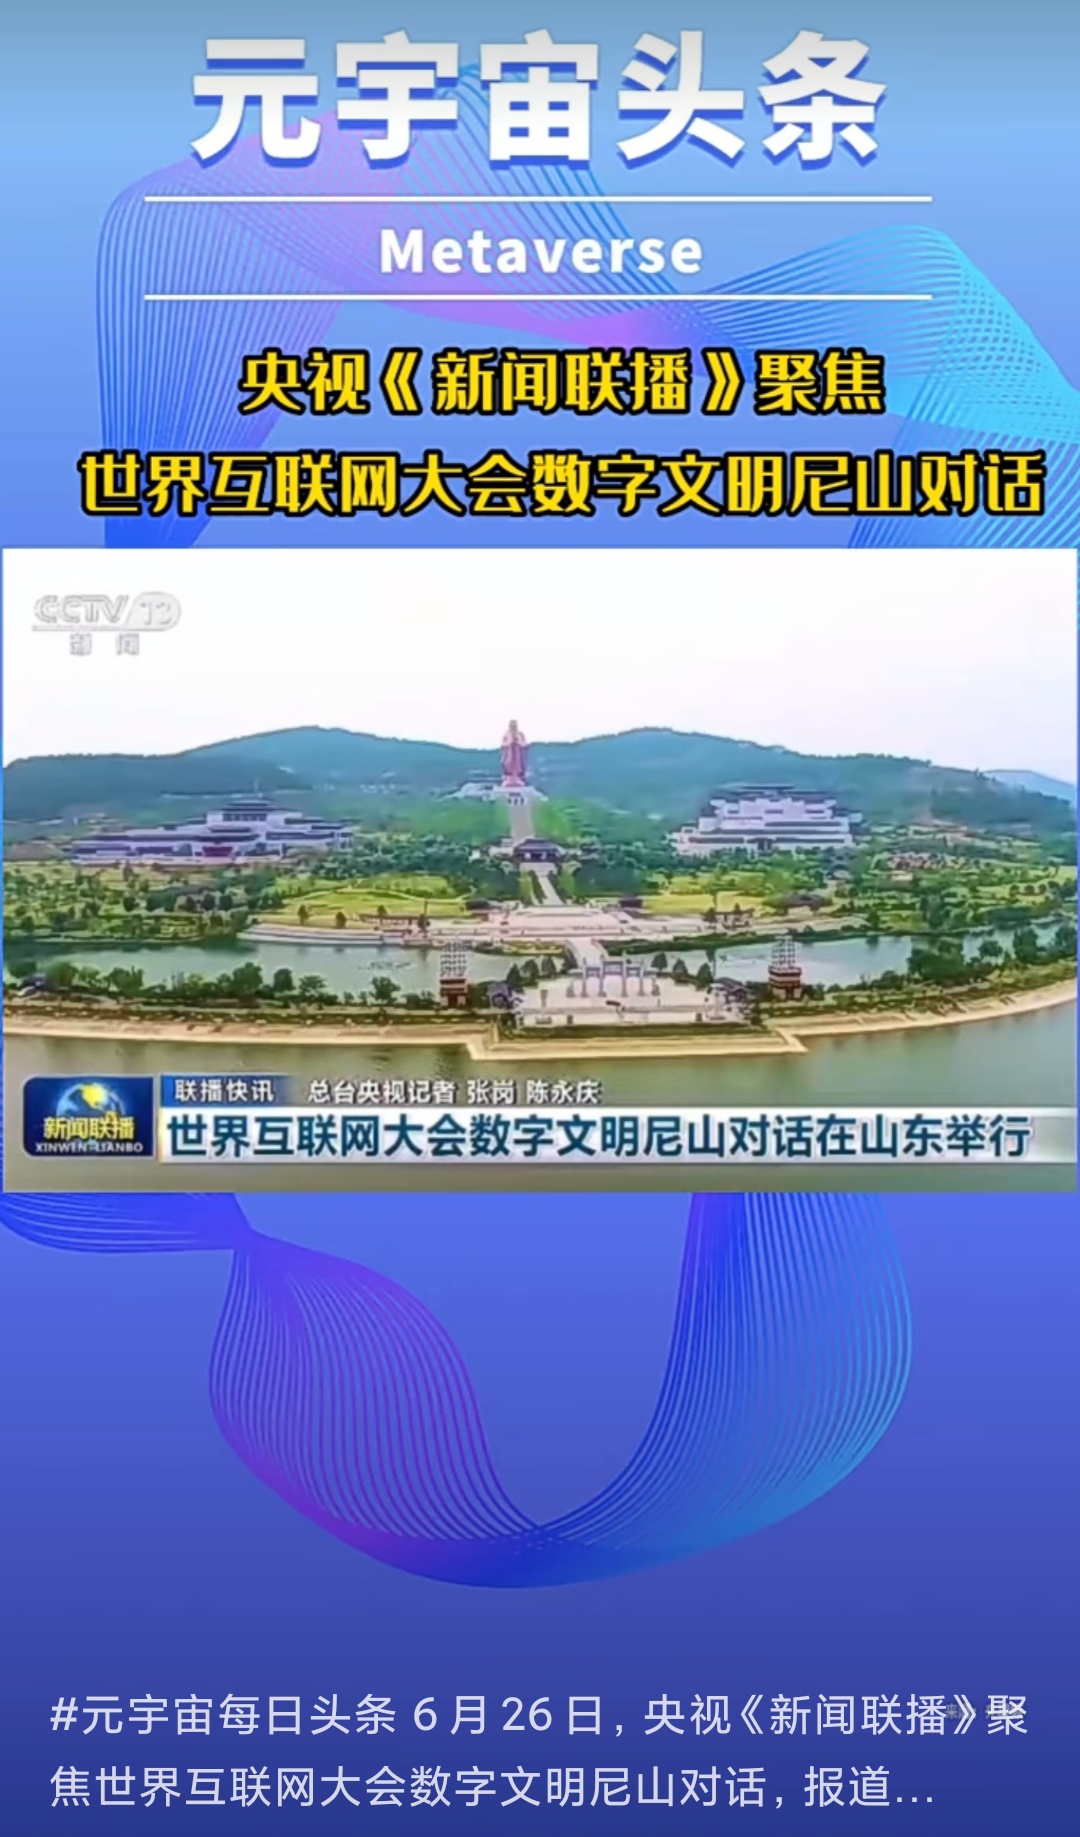 元宇宙头条
Metaverse
央视《新闻联播》聚焦
世界互联网大会数字文明尼山对话
CCTV 13
新闻
联播快讯 总台央视记者 张岗 陈永庆
新闻联播
XINWEN-LIANBO
世界互联网大会数字文明尼山对话在山东举行
#元宇宙每日头条 6月26日，央视《新闻联播》聚
焦世界互联网大会数字文明尼山对话，报道...